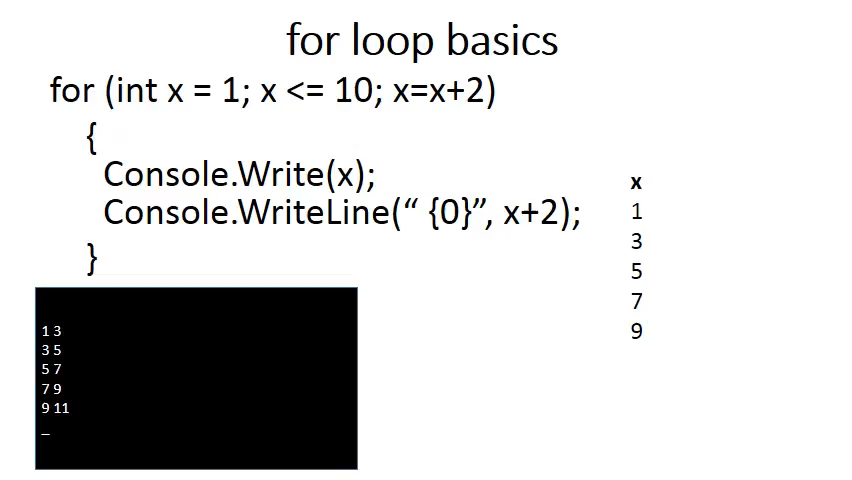 for loop basics
for (int x = 1; x <= 10; x=x+2)
{
Console.Write(x);
Console.WriteLine(“ {0}”, x+2);
}
x
1
3
5
7
9
1 3
3 5
5 7
7 9
9 11
_